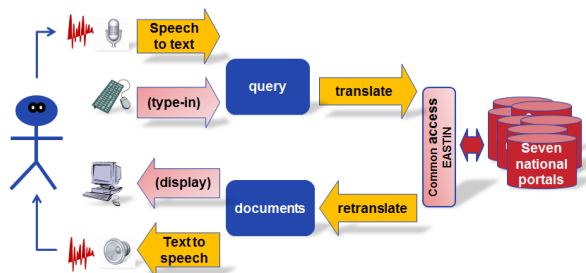 Speech
to text
(type-in)
query
translate
Common access
EASTIN
Seven
national
portals
(display)
documents
retranslate
Text to
speech